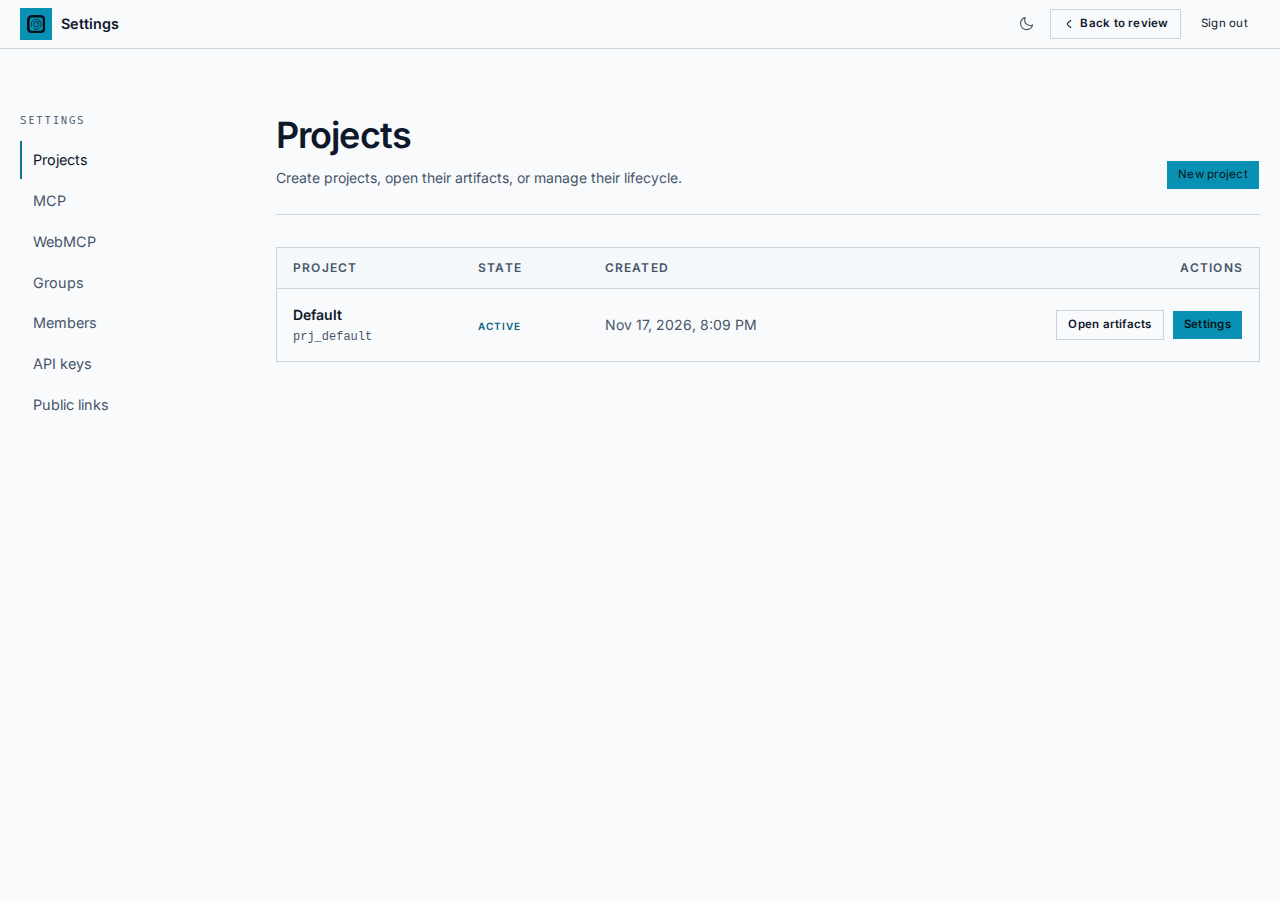 Settings
Back to review
Sign out
SETTINGS
Projects
MCP
WebMCP
Groups
Members
API keys
Public links
Projects
Create projects, open their artifacts, or manage their lifecycle.
New project
PROJECT STATE CREATED ACTIONS
Default
prj_default
ACTIVE
Nov 17, 2026, 8:09 PM
Open artifacts
Settings